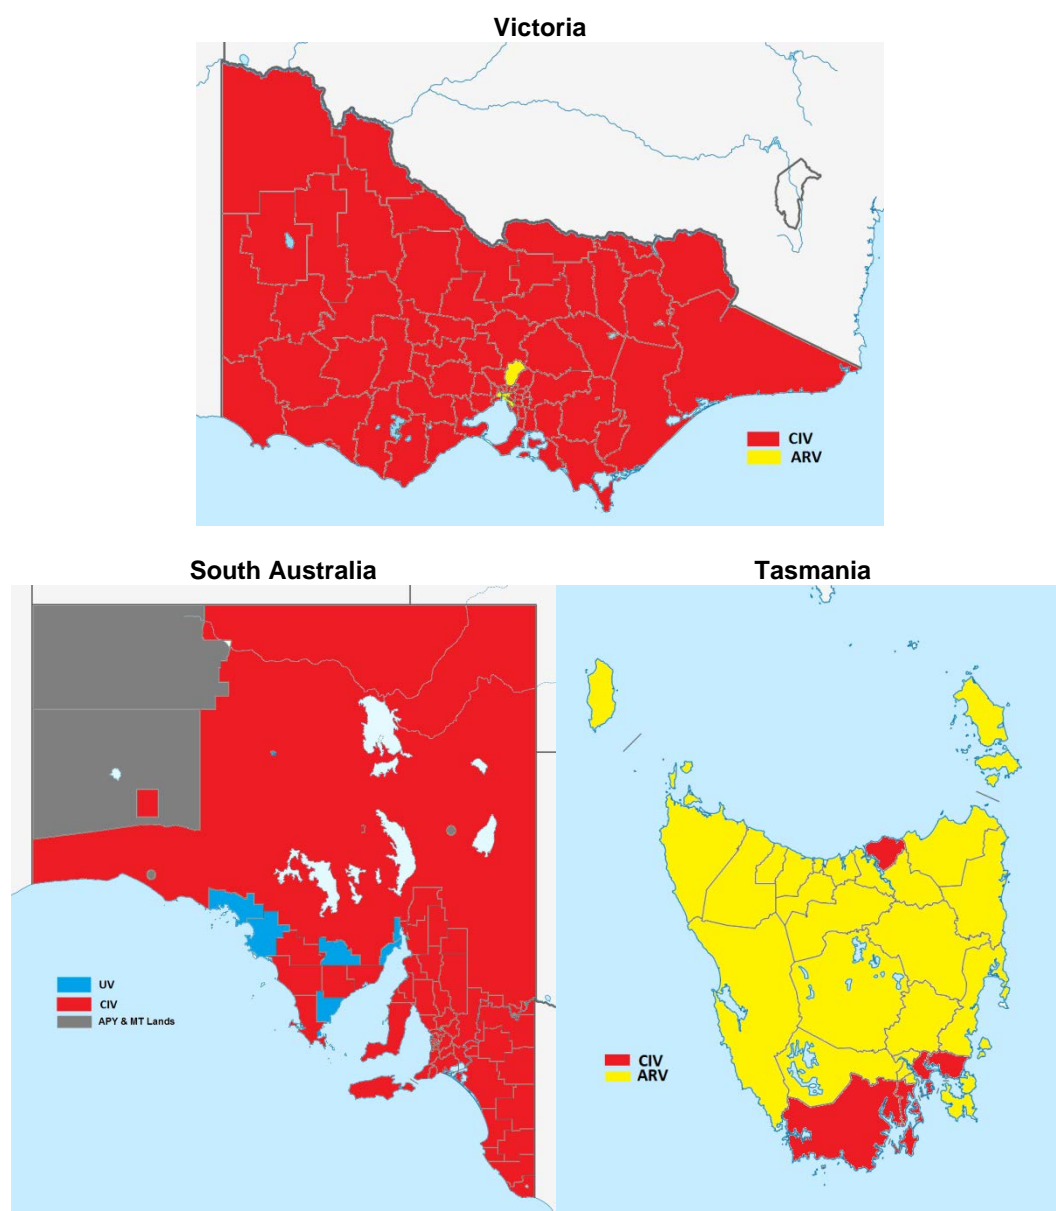 Victoria
CIV
ARV
South Australia
Tasmania
UV
CIV
APY & MT Lands
CIV
ARV